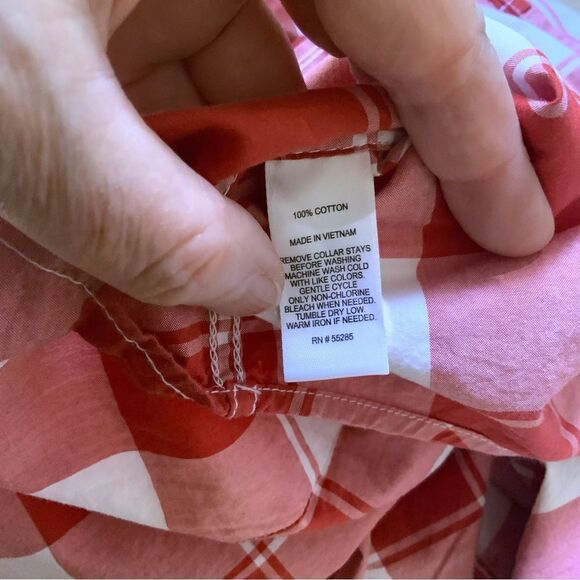 100% COTTON
MADE IN VIETNAM
REMOVE COLLAR STAYS
BEFORE WASHING
MACHINE WASH COLD
WITH LIKE COLORS.
GENTLE CYCLE
ONLY NON-CHLORINE
BLEACH WHEN NEEDED.
TUMBLE DRY LOW.
WARM IRON IF NEEDED.
RN # 55285